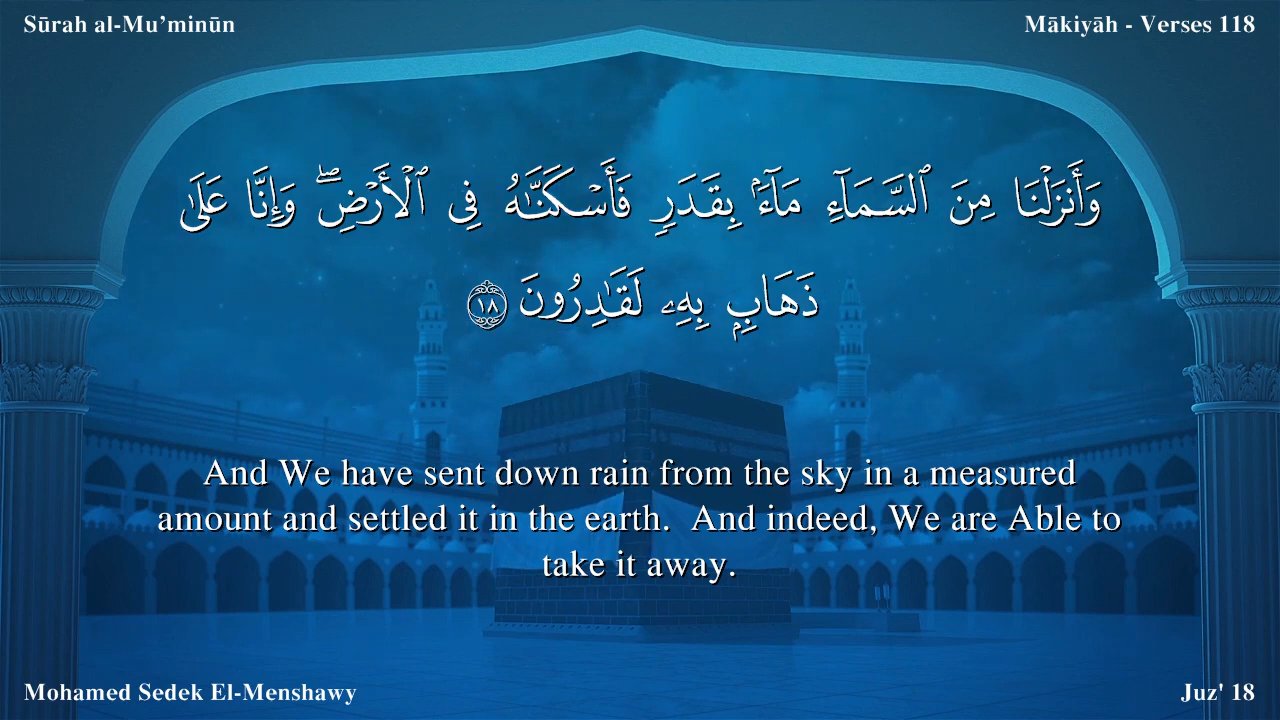 Sūrah al-Mu’minūn
Mākiyāh - Verses 118
وَأَنزَلْنَا مِنَ ٱلسَّمَآءِ مَآءًۢ بِقَدَرٍ فَأَسْكَنَّـٰهُ فِى ٱلْأَرْضِ ۖ وَإِنَّا عَلَىٰ
ذَهَابٍۭ بِهِۦ لَقَـٰدِرُونَ ١٨
And We have sent down rain from the sky in a measured
amount and settled it in the earth.  And indeed, We are Able to
take it away.
Mohamed Sedek El-Menshawy
Juz' 18